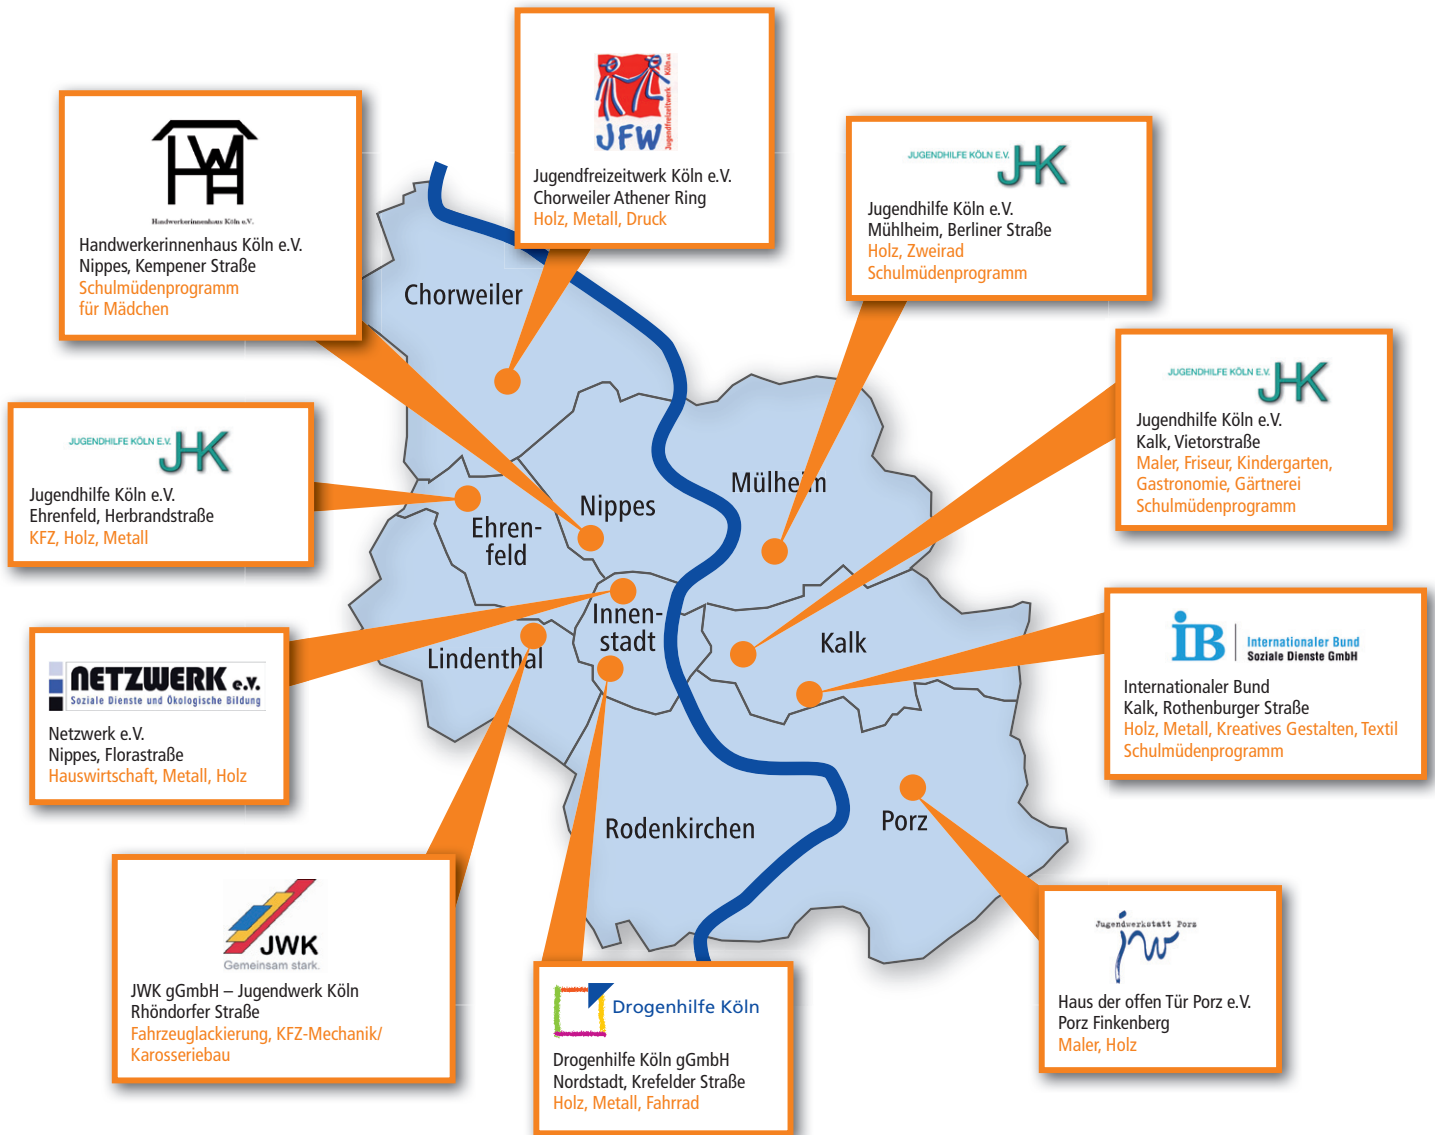 JFW
Jugendfreizeitwerk Köln e.V.
Jugendfreizeitwerk Köln e.V.
Chorweiler Athener Ring
Holz, Metall, Druck
Handwerkerinnenhaus Köln e.V.
Handwerkerinnenhaus Köln e.V.
Nippes, Kempener Straße
Schulmüdenprogramm
für Mädchen
JUGENDHILFE KÖLN E.V. JHK
Jugendhilfe Köln e.V.
Mühlheim, Berliner Straße
Holz, Zweirad
Schulmüdenprogramm
JUGENDHILFE KÖLN E.V. JHK
Jugendhilfe Köln e.V.
Kalk, Vietorstraße
Maler, Friseur, Kindergarten,
Gastronomie, Gärtnerei
Schulmüdenprogramm
JUGENDHILFE KÖLN E.V. JHK
Jugendhilfe Köln e.V.
Ehrenfeld, Herbrandstraße
KFZ, Holz, Metall
Chorweiler
Nippes
Mülheim
Ehren-
feld
Innen-
stadt
Lindenthal
Kalk
Rodenkirchen
Porz
iB Internationaler Bund
Soziale Dienste GmbH
Internationaler Bund
Kalk, Rothenburger Straße
Holz, Metall, Kreatives Gestalten, Textil
Schulmüdenprogramm
NETZWERK e.V.
Soziale Dienste und Ökologische Bildung
Netzwerk e.V.
Nippes, Florastraße
Hauswirtschaft, Metall, Holz
JWK
Gemeinsam stark.
JWK gGmbH – Jugendwerk Köln
Rhöndorfer Straße
Fahrzeuglackierung, KFZ-Mechanik/
Karosseriebau
Drogenhilfe Köln
Drogenhilfe Köln gGmbH
Nordstadt, Krefelder Straße
Holz, Metall, Fahrrad
Jugendwerkstatt Porz
jw
Haus der offen Tür Porz e.V.
Porz Finkenberg
Maler, Holz